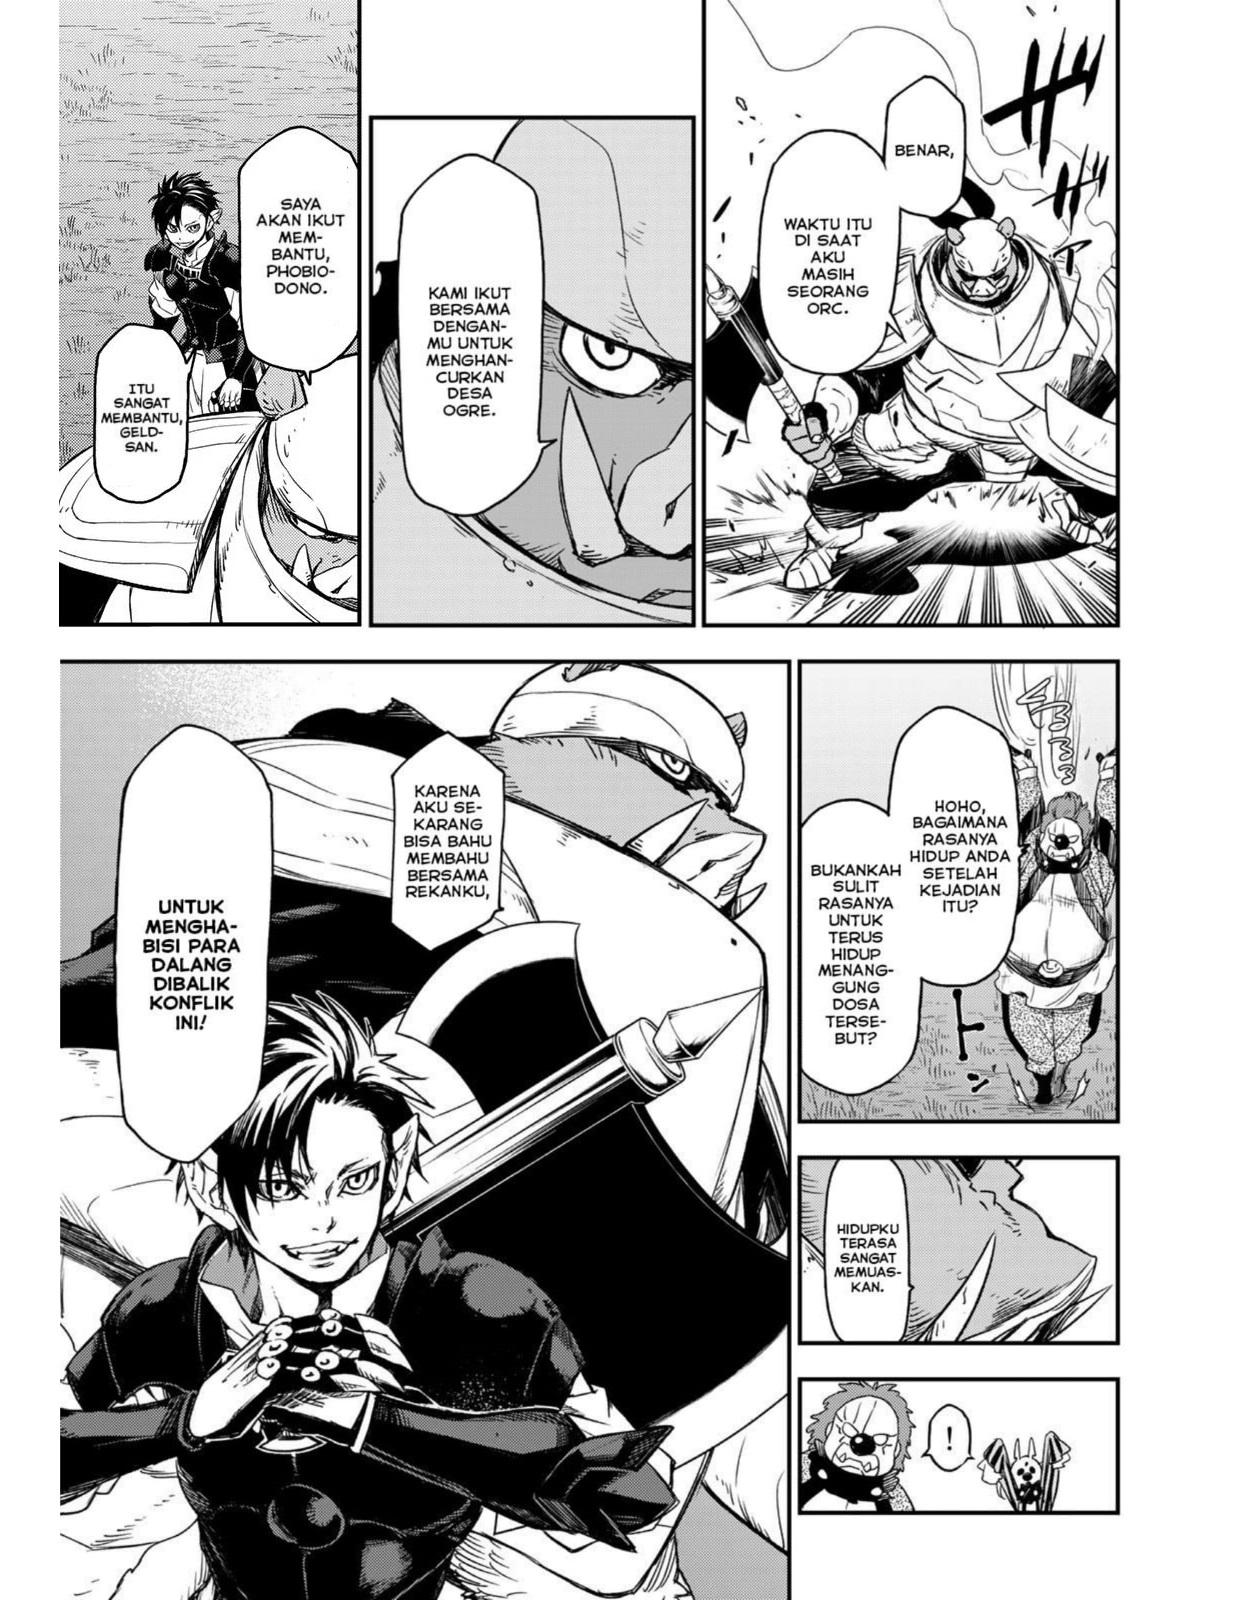 BENAR,
WAKTU ITU
DI SAAT
AKU
MASIH
SEORANG
ORC.
KAMI IKUT
BERSAMA
DENGAN-
MU UNTUK
MENGHAN-
CURKAN
DESA
OGRE.
SAYA
AKAN IKUT
MEM-
BANTU,
PHOBIO-
DONO.
ITU
SANGAT
MEMBANTU,
GELD-
SAN.
HOHO,
BAGAIMANA
RASANYA
HIDUP ANDA
SETELAH
KEJADIAN
ITU?
BUKANKAH
SULIT
RASANYA
UNTUK
TERUS
HIDUP
MENANG-
GUNG
DOSA
TERSE-
BUT?
ト
ン
HIDUPKU
TERASA
SANGAT
MEMUAS-
KAN.
!
KARENA
AKU SE-
KARANG
BISA BAHU
MEMBAHU
BERSAMA
REKANKU,
UNTUK
MENGHA-
BISI PARA
DALANG
DIBALIK
KONFLIK
INI!